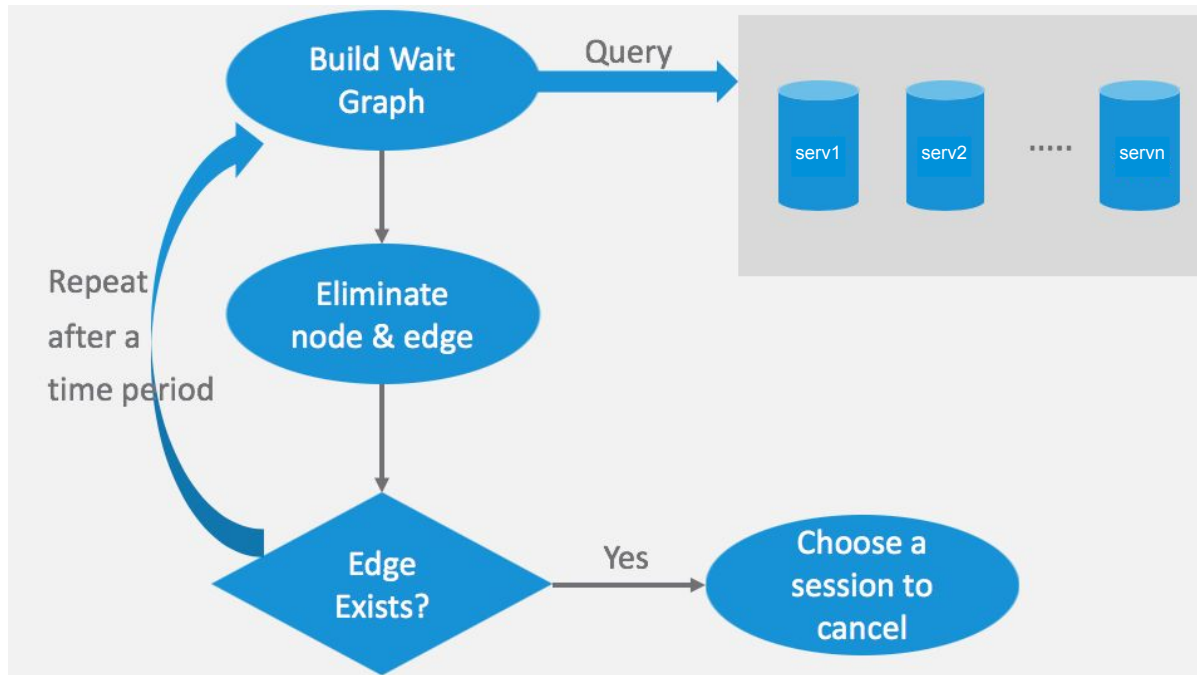 Build Wait
Graph
Query
serv1
serv2
.....
servn
Repeat
after a
time period
Eliminate
node & edge
Edge
Exists?
Yes
Choose a
session to
cancel